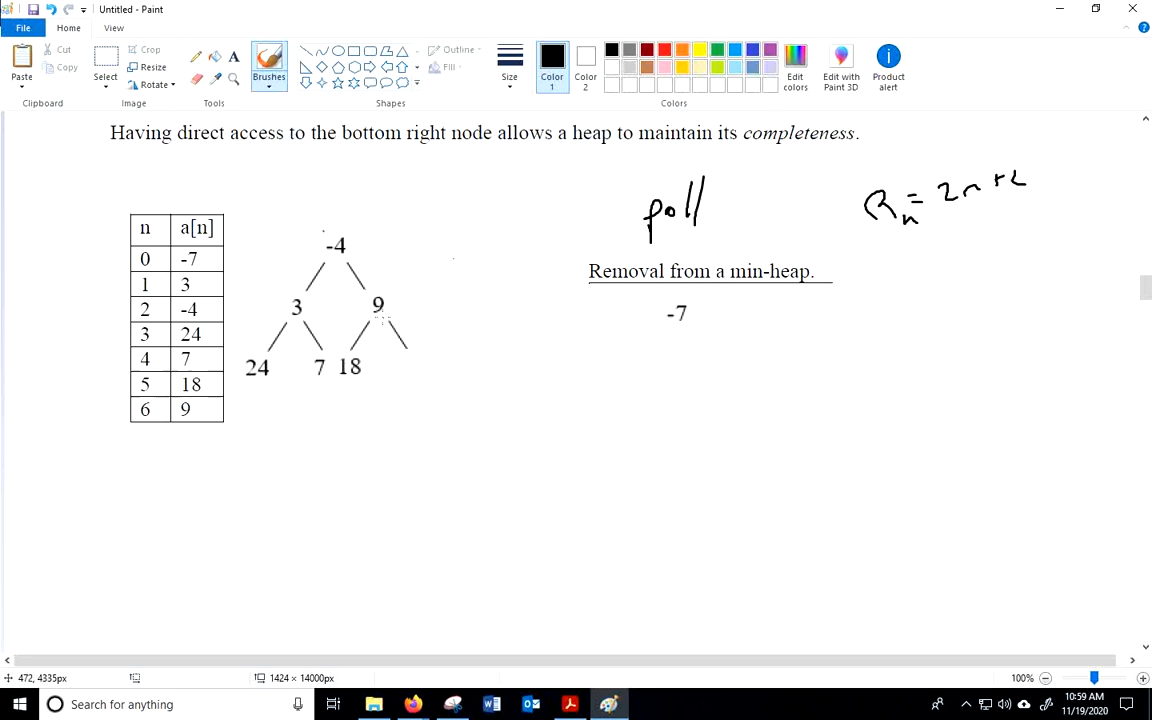 Untitled - Paint
File Home View
Cut
Copy
Paste
Clipboard
Select
Crop
Resize
Rotate
Image
Tools
Brushes
Outline
Fill
Shapes
Size
Color 1
Color 2
Edit colors
Colors
Edit with Paint 3D
Product alert
Having direct access to the bottom right node allows a heap to maintain its completeness.
poll
Rn = 2n+2
n a[n]
0 -7
1 3
2 -4
3 24
4 7
5 18
6 9
-4
3 9
24 7 18
Removal from a min-heap.
-7
472, 4335px
1424 × 14000px
100%
Search for anything
10:59 AM
11/19/2020